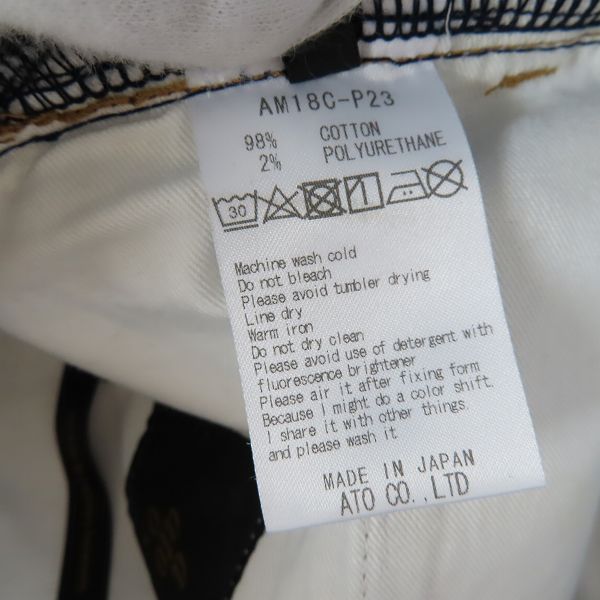 AM18C-P23
98% COTTON
2% POLYURETHANE
30
Machine wash cold
Do not bleach
Please avoid tumbler drying
Line dry
Warm iron
Do not dry clean
Please avoid use of detergent with
fluorescence brightener
Please air it after fixing form
Because I might do a color shift.
I share it with other things.
and please wash it
MADE IN JAPAN
ATO CO.,LTD